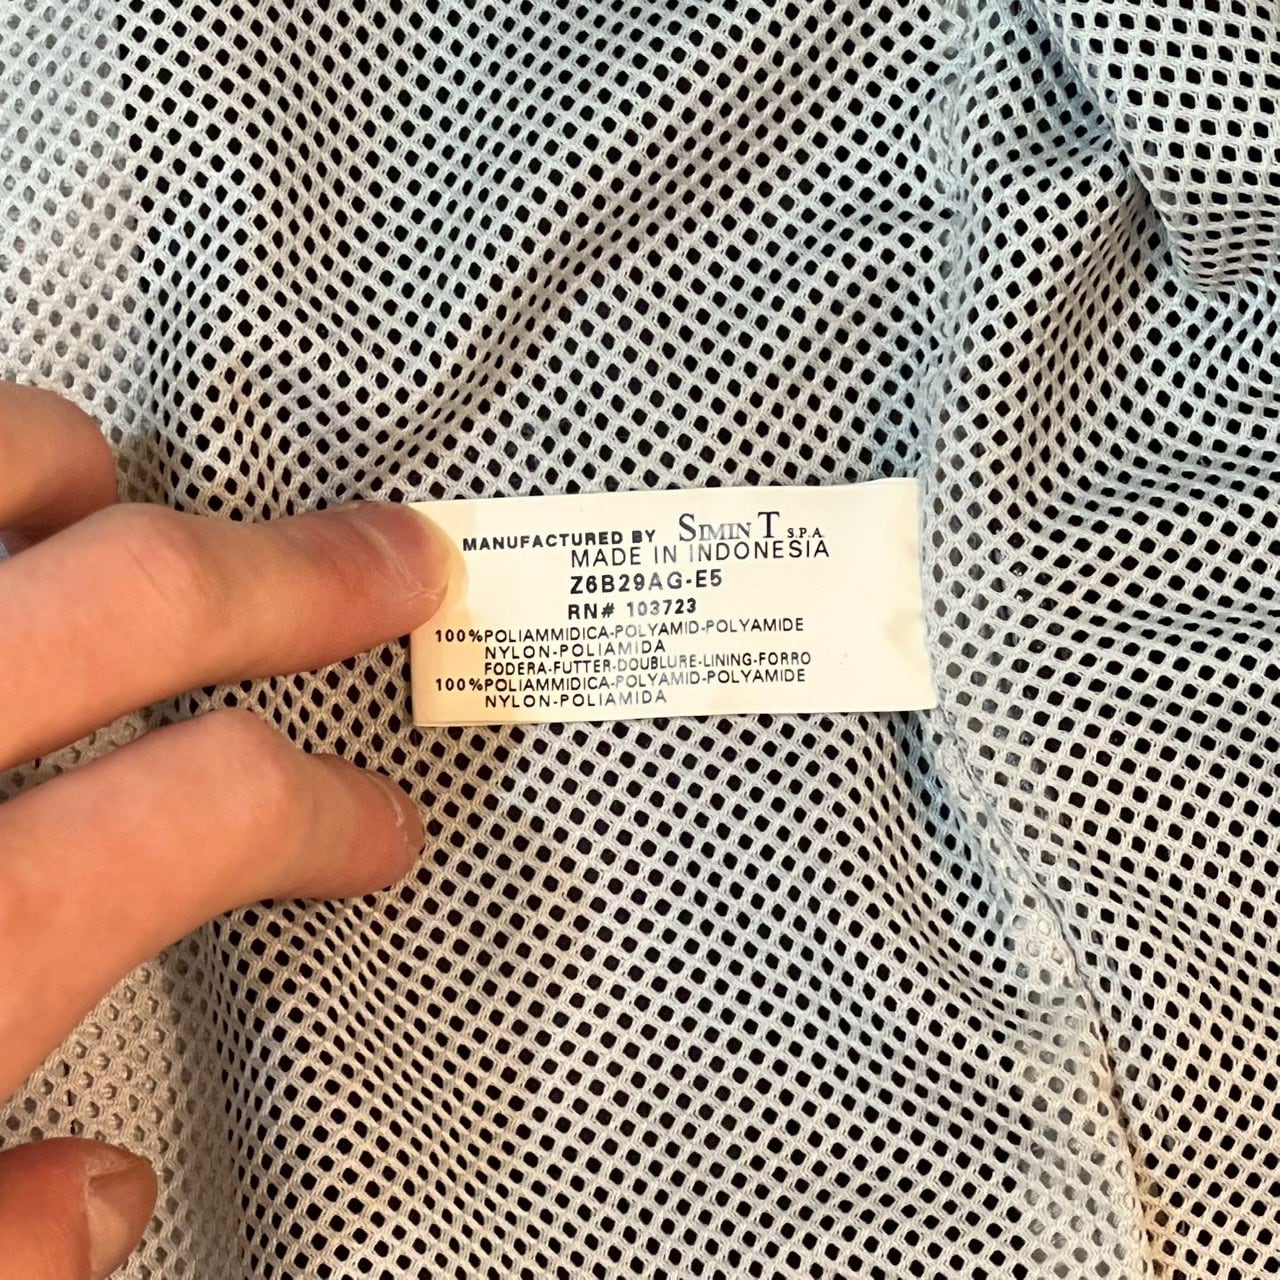 MANUFACTURED BY SIMIN T S.P.A.
MADE IN INDONESIA
Z6B29AG-E5
RN# 103723
100%POLIAMMIDICA-POLYAMID-POLYAMIDE
NYLON-POLIAMIDA
FODERA-FUTTER-DOUBLURE-LINING-FORRO
100%POLIAMMIDICA-POLYAMID-POLYAMIDE
NYLON-POLIAMIDA